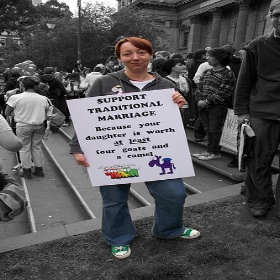 SUPPORT
TRADITIONAL
MARRIAGE
Because your
daughter is worth
at least
four goats and
a camel